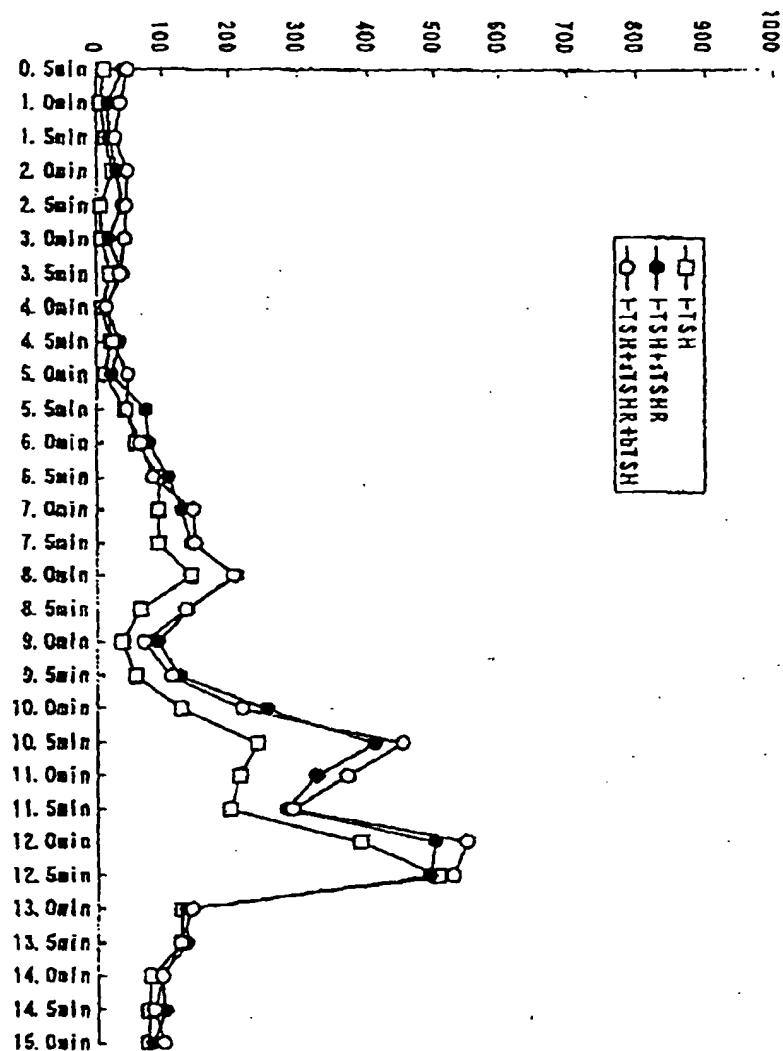 0
100
200
300
400
500
600
700
800
900
1000
0. 5min
1. 0min
1. 5min
2. 0min
2. 5min
3. 0min
3. 5min
4. 0min
4. 5min
5. 0min
5. 5min
6. 0min
6. 5min
7. 0min
7. 5min
8. 0min
8. 5min
9. 0min
9. 5min
10. 0min
10. 5min
11. 0min
11. 5min
12. 0min
12. 5min
13. 0min
13. 5min
14. 0min
14. 5min
15. 0min
I-TSH
I-TSH+sTSHR
I-TSH+sTSHR+bTSH